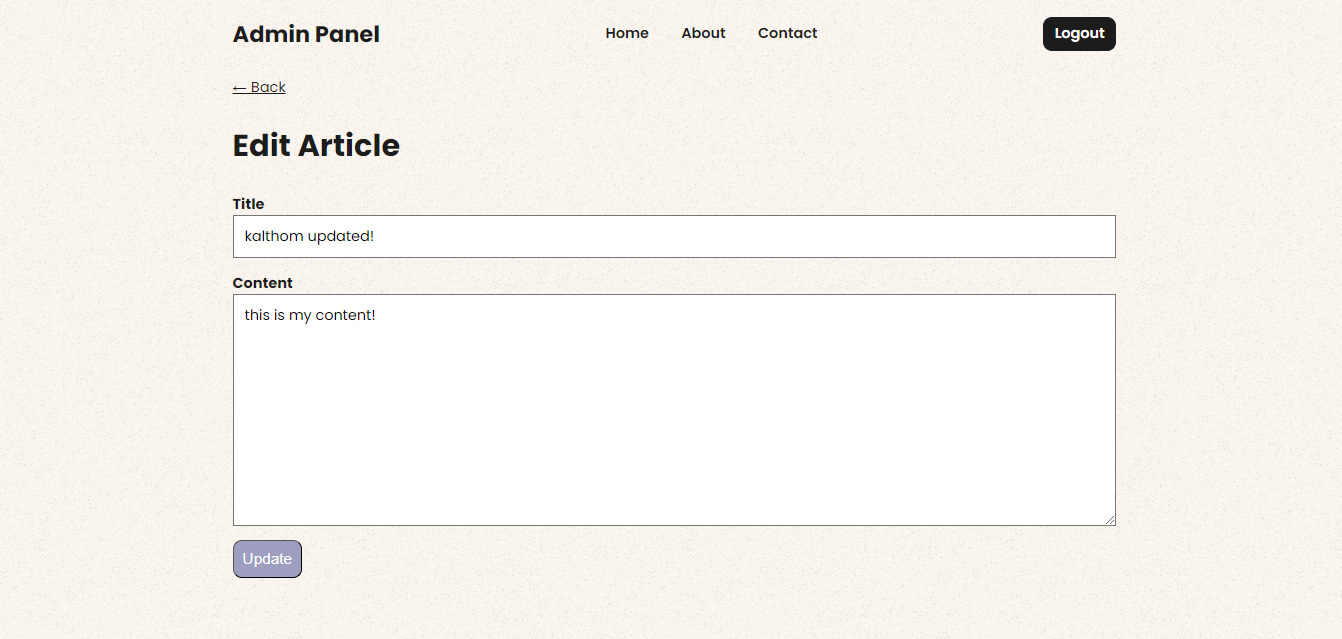 Admin Panel Home About Contact Logout
← Back
Edit Article
Title
kalthom updated!
Content
this is my content!
Update